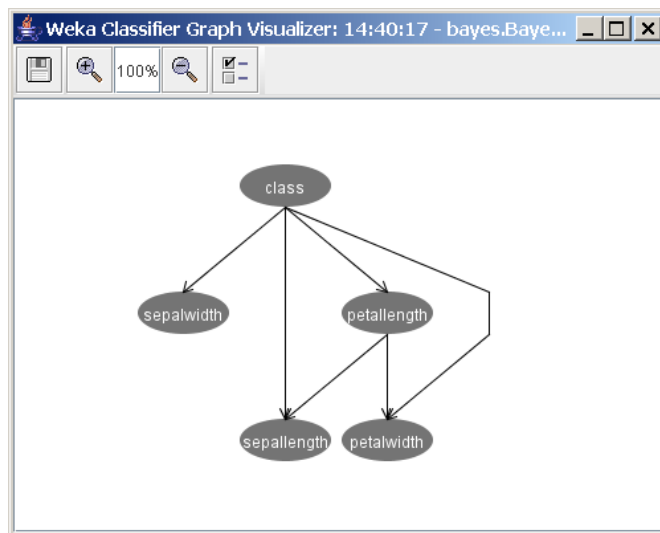 Weka Classifier Graph Visualizer: 14:40:17 - bayes.Baye...
100%
class
sepalwidth
petallength
sepallength
petalwidth